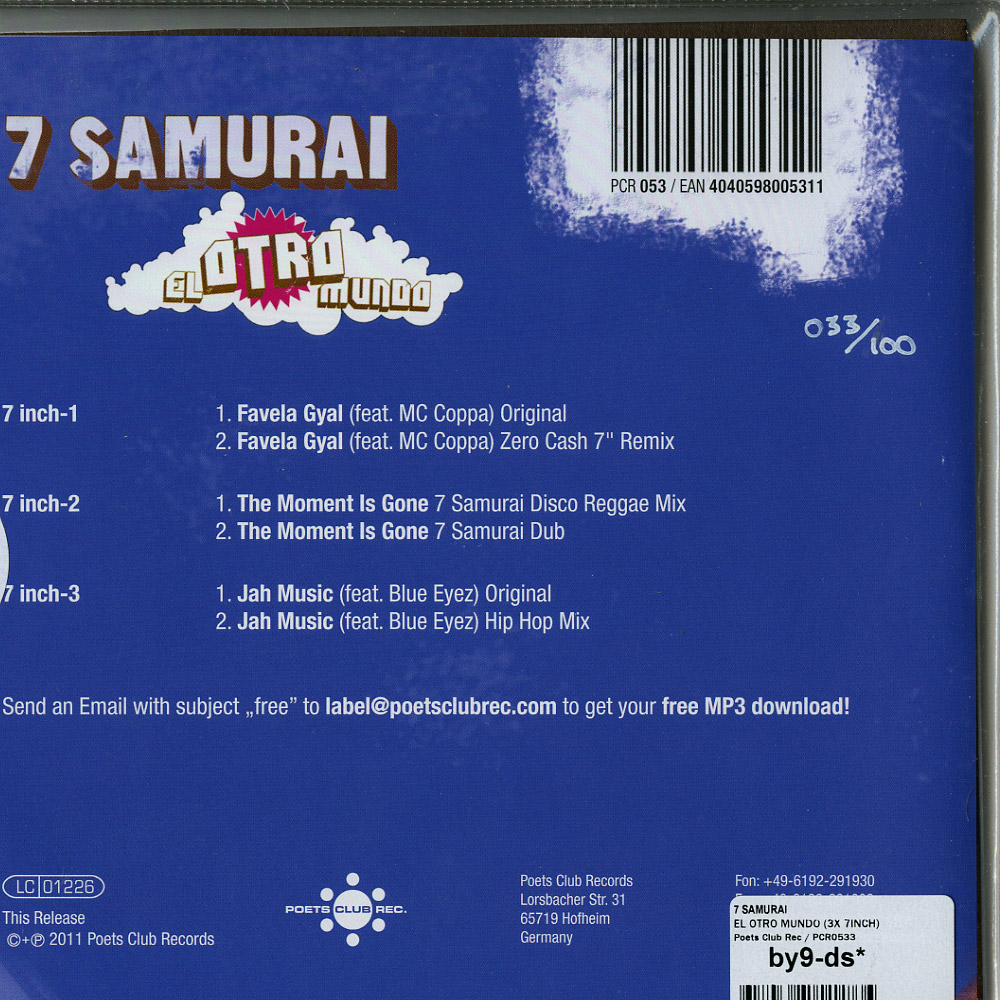 7 SAMURAI
EL OTRO MUNDO
PCR 053 / EAN 4040598005311
033/100
7 inch-1
1. Favela Gyal (feat. MC Coppa) Original
2. Favela Gyal (feat. MC Coppa) Zero Cash 7" Remix
7 inch-2
1. The Moment Is Gone 7 Samurai Disco Reggae Mix
2. The Moment Is Gone 7 Samurai Dub
7 inch-3
1. Jah Music (feat. Blue Eyez) Original
2. Jah Music (feat. Blue Eyez) Hip Hop Mix
Send an Email with subject „free” to label@poetsclubrec.com to get your free MP3 download!
LC 01226
This Release
©+℗ 2011 Poets Club Records
POETS CLUB REC.
Poets Club Records
Lorsbacher Str. 31
65719 Hofheim
Germany
Fon: +49-6192-291930
7 SAMURAI
EL OTRO MUNDO (3X 7INCH)
Poets Club Rec / PCR0533
by9-ds*